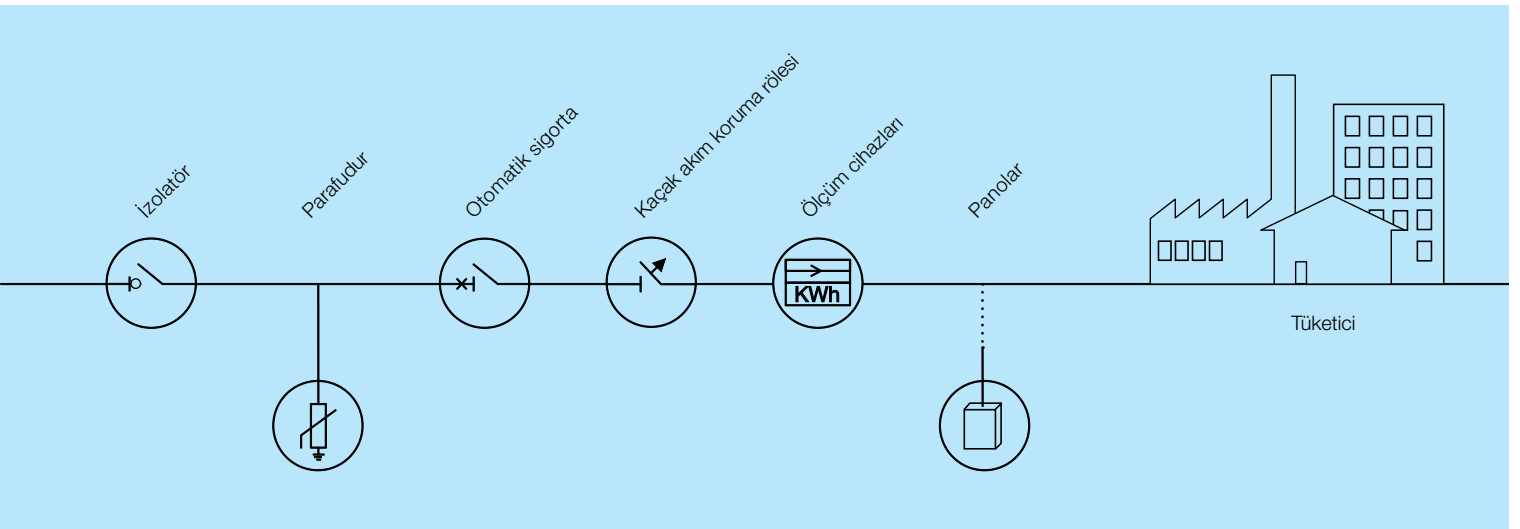 İzolatör
Parafudur
Otomatik sigorta
Kaçak akım koruma rölesi
Ölçüm cihazları
Panolar
KWh
Tüketici